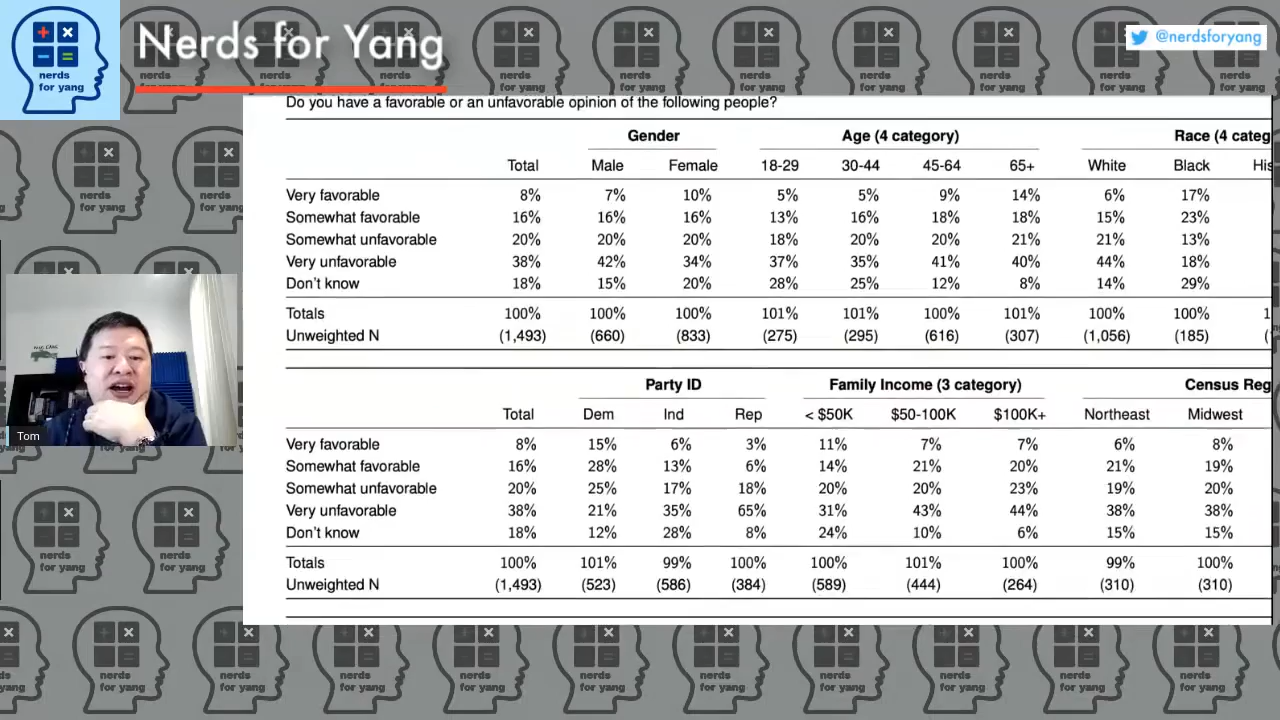 nerds
for yang
Nerds for Yang
@nerdsforyang
Do you have a favorable or an unfavorable opinion of the following people?
Gender Age (4 category) Race (4 categ
Total Male Female 18-29 30-44 45-64 65+ White Black His
Very favorable 8% 7% 10% 5% 5% 9% 14% 6% 17%
Somewhat favorable 16% 16% 16% 13% 16% 18% 18% 15% 23%
Somewhat unfavorable 20% 20% 20% 18% 20% 20% 21% 21% 13%
Very unfavorable 38% 42% 34% 37% 35% 41% 40% 44% 18%
Don't know 18% 15% 20% 28% 25% 12% 8% 14% 29%
Totals 100% 100% 100% 101% 101% 100% 101% 100% 100% 1
Unweighted N (1,493) (660) (833) (275) (295) (616) (307) (1,056) (185) (
Party ID Family Income (3 category) Census Reg
Total Dem Ind Rep < $50K $50-100K $100K+ Northeast Midwest
Very favorable 8% 15% 6% 3% 11% 7% 7% 6% 8%
Somewhat favorable 16% 28% 13% 6% 14% 21% 20% 21% 19%
Somewhat unfavorable 20% 25% 17% 18% 20% 20% 23% 19% 20%
Very unfavorable 38% 21% 35% 65% 31% 43% 44% 38% 38%
Don't know 18% 12% 28% 8% 24% 10% 6% 15% 15%
Totals 100% 101% 99% 100% 100% 101% 100% 99% 100%
Unweighted N (1,493) (523) (586) (384) (589) (444) (264) (310) (310)
Tom
nerds
for yang